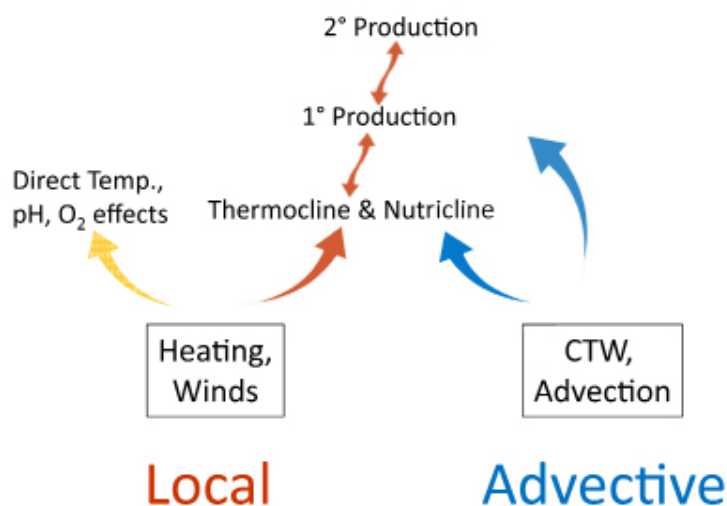 2° Production
1° Production
Direct Temp.,
pH, O₂ effects
Thermocline & Nutricline
Heating,
Winds
CTW,
Advection
Local
Advective